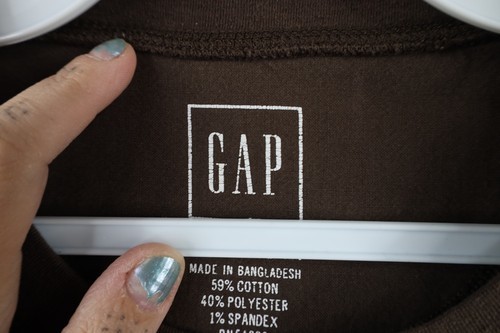 GAP
MADE IN BANGLADESH
59% COTTON
40% POLYESTER
1% SPANDEX